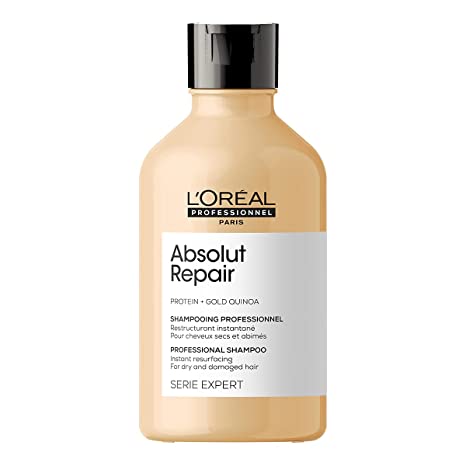 L'ORÉAL
PROFESSIONNEL
PARIS
Absolut
Repair
PROTEIN + GOLD QUINOA
SHAMPOOING PROFESSIONNEL
Restructurant instantané
Pour cheveux secs et abimés
PROFESSIONAL SHAMPOO
Instant resurfacing
For dry and damaged hair
SERIE EXPERT